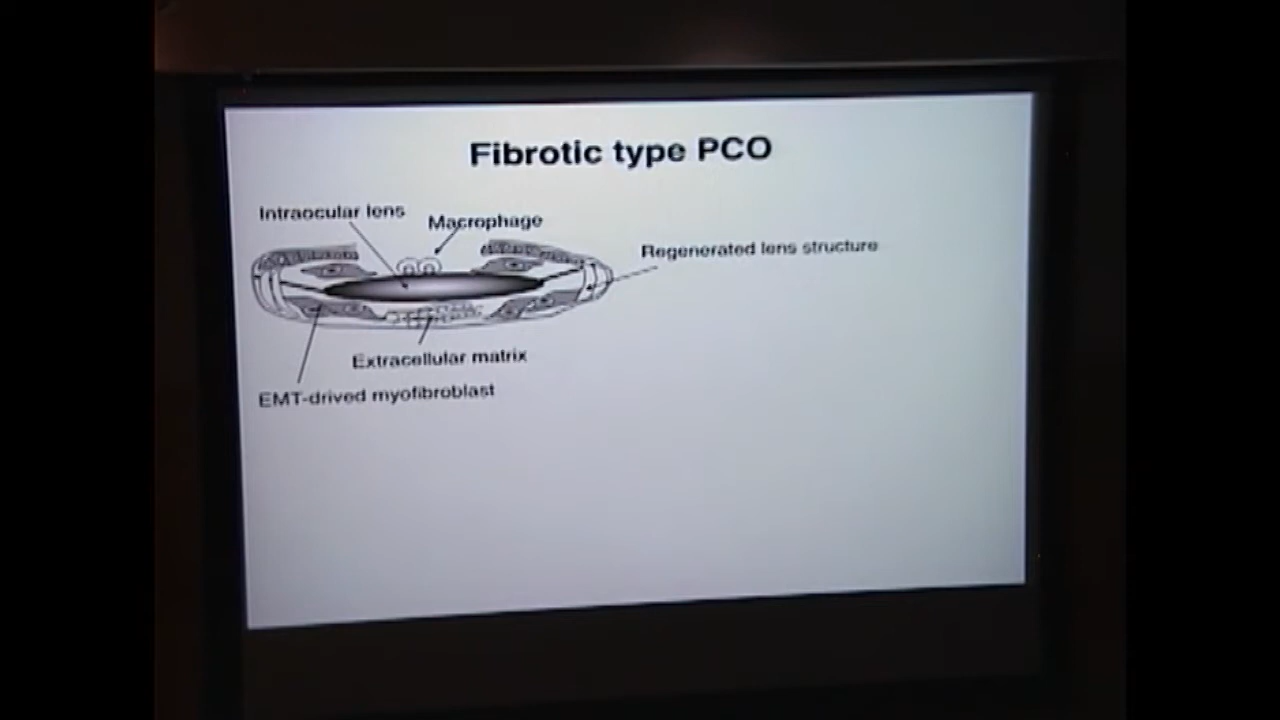 Fibrotic type PCO
Intraocular lens
Macrophage
Regenerated lens structure
Extracellular matrix
EMT-drived myofibroblast